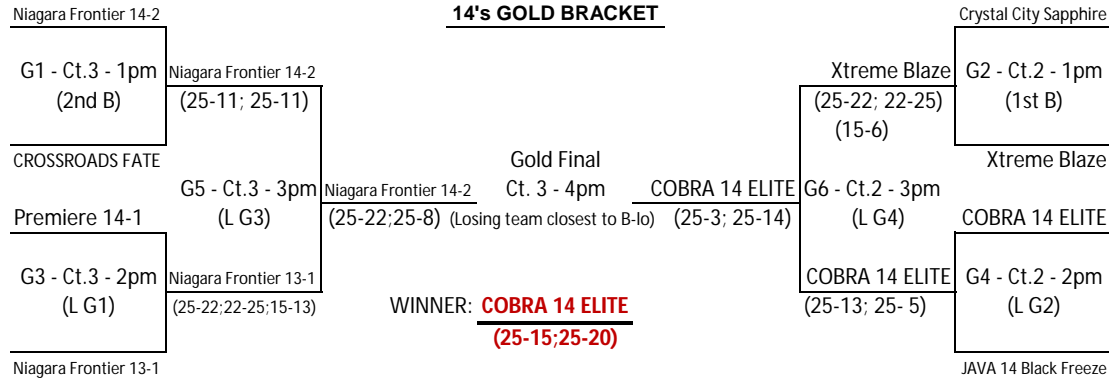 Niagara Frontier 14-2
14's GOLD BRACKET
Crystal City Sapphire
G1 - Ct.3 - 1pm
Niagara Frontier 14-2
Xtreme Blaze
G2 - Ct.2 - 1pm
(2nd B)
(25-11; 25-11)
(25-22; 22-25)
(1st B)
(15-6)
CROSSROADS FATE
Gold Final
Xtreme Blaze
G5 - Ct.3 - 3pm
Niagara Frontier 14-2
Ct. 3 - 4pm
COBRA 14 ELITE
G6 - Ct.2 - 3pm
Premiere 14-1
(L G3)
(25-22;25-8)
(Losing team closest to B-lo)
(25-3; 25-14)
(L G4)
COBRA 14 ELITE
G3 - Ct.3 - 2pm
Niagara Frontier 13-1
COBRA 14 ELITE
G4 - Ct.2 - 2pm
(L G1)
(25-22;22-25;15-13)
WINNER: COBRA 14 ELITE
(25-13; 25- 5)
(L G2)
(25-15;25-20)
Niagara Frontier 13-1
JAVA 14 Black Freeze